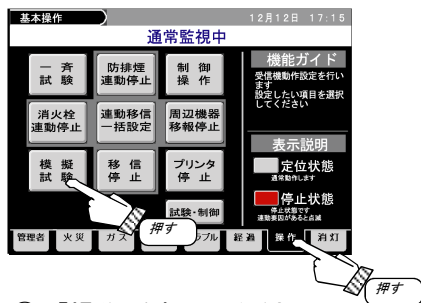 基本操作
12月12日 17:15
通常監視中
一斉試験
防排煙連動停止
制御操作
消火栓連動停止
連動移信一括設定
周辺機器移報停止
模擬試験
移信停止
プリンタ停止
試験・制御
機能ガイド
受信機動作設定を行い
ます
設定したい項目を選択
してください
表示説明
定位状態
通常動作します
停止状態
停止状態です
連動要因があると点滅
押す
管理者 火災 ガス ラブル 経過 操作 消灯
押す